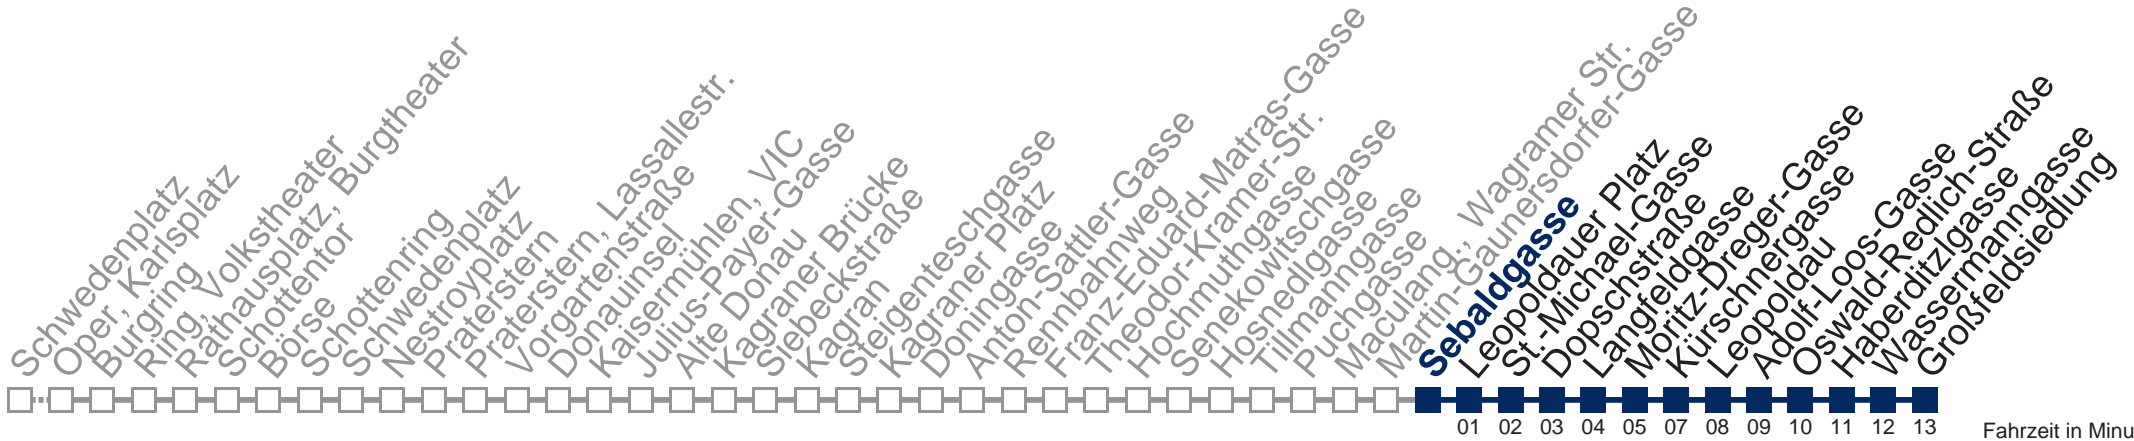 Schwedenplatz
Oper, Karlsplatz
Burgring
Ring, Volkstheater
Rathausplatz, Burgtheater
Schottentor
Börse
Schottenring
Schwedenplatz
Nestroyplatz
Praterstern
Praterstern, Lassallestr.
Vorgartenstraße
Donauinsel
Kaisermühlen, VIC
Julius-Payer-Gasse
Alte Donau
Kagraner Brücke
Siebeckstraße
Kagran
Steigenteschgasse
Kagraner Platz
Doningasse
Anton-Sattler-Gasse
Rennbahnweg
Franz-Eduard-Matras-Gasse
Theodor-Kramer-Str.
Hochmuthgasse
Senekowitschgasse
Hosnedlgasse
Tillmanngasse
Puchgasse
Maculang., Wagramer Str.
Martin-Gaunersdorfer-Gasse
Sebaldgasse
Leopoldauer Platz
St.-Michael-Gasse
Dopschstraße
Langfeldgasse
Moritz-Dreger-Gasse
Kürschnergasse
Leopoldau
Adolf-Loos-Gasse
Oswald-Redlich-Straße
Haberditzlgasse
Wassermanngasse
Großfeldsiedlung
01 02 03 04 05 07 08 09 10 11 12 13
Fahrzeit in Minu